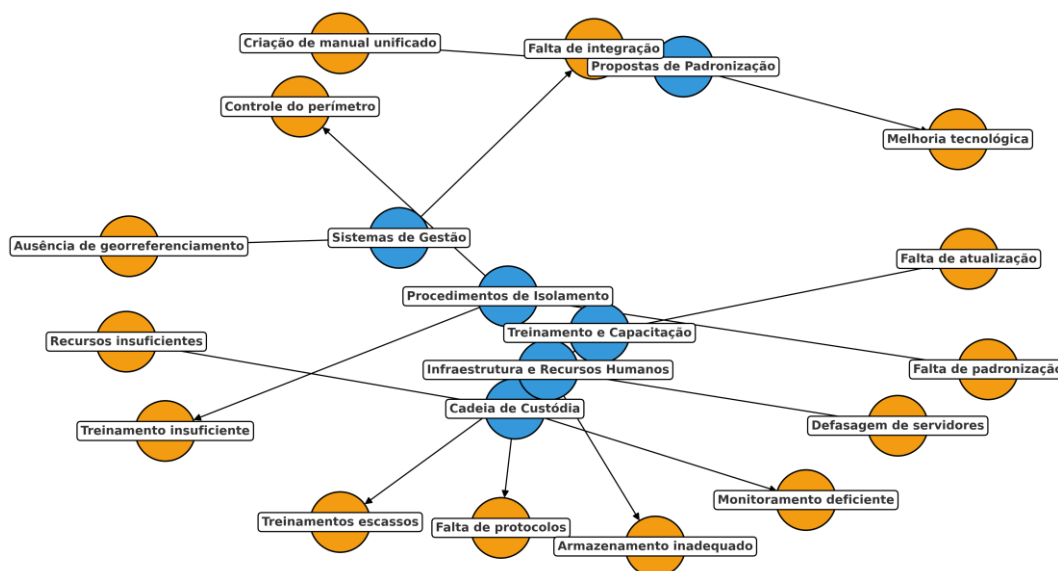 Criação de manual unificado
Falta de integração
Propostas de Padronização
Controle do perímetro
Melhoria tecnológica
Sistemas de Gestão
Ausência de georreferenciamento
Falta de atualização
Procedimentos de Isolamento
Treinamento e Capacitação
Recursos insuficientes
Infraestrutura e Recursos Humanos
Falta de padronização
Cadeia de Custódia
Defasagem de servidores
Treinamento insuficiente
Monitoramento deficiente
Treinamentos escassos
Falta de protocolos
Armazenamento inadequado